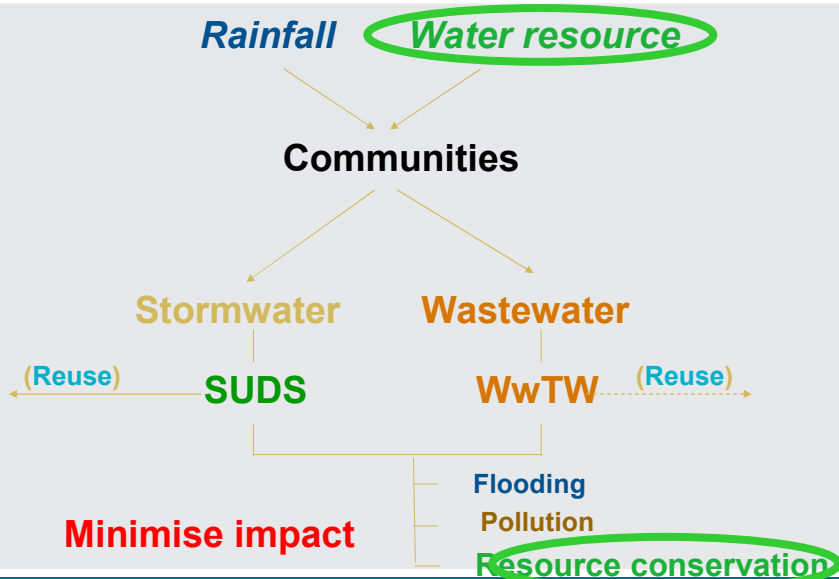 Rainfall Water resource
Communities
Stormwater Wastewater
(Reuse) SUDS WwTW (Reuse)
Flooding
Pollution
Minimise impact
Resource conservation